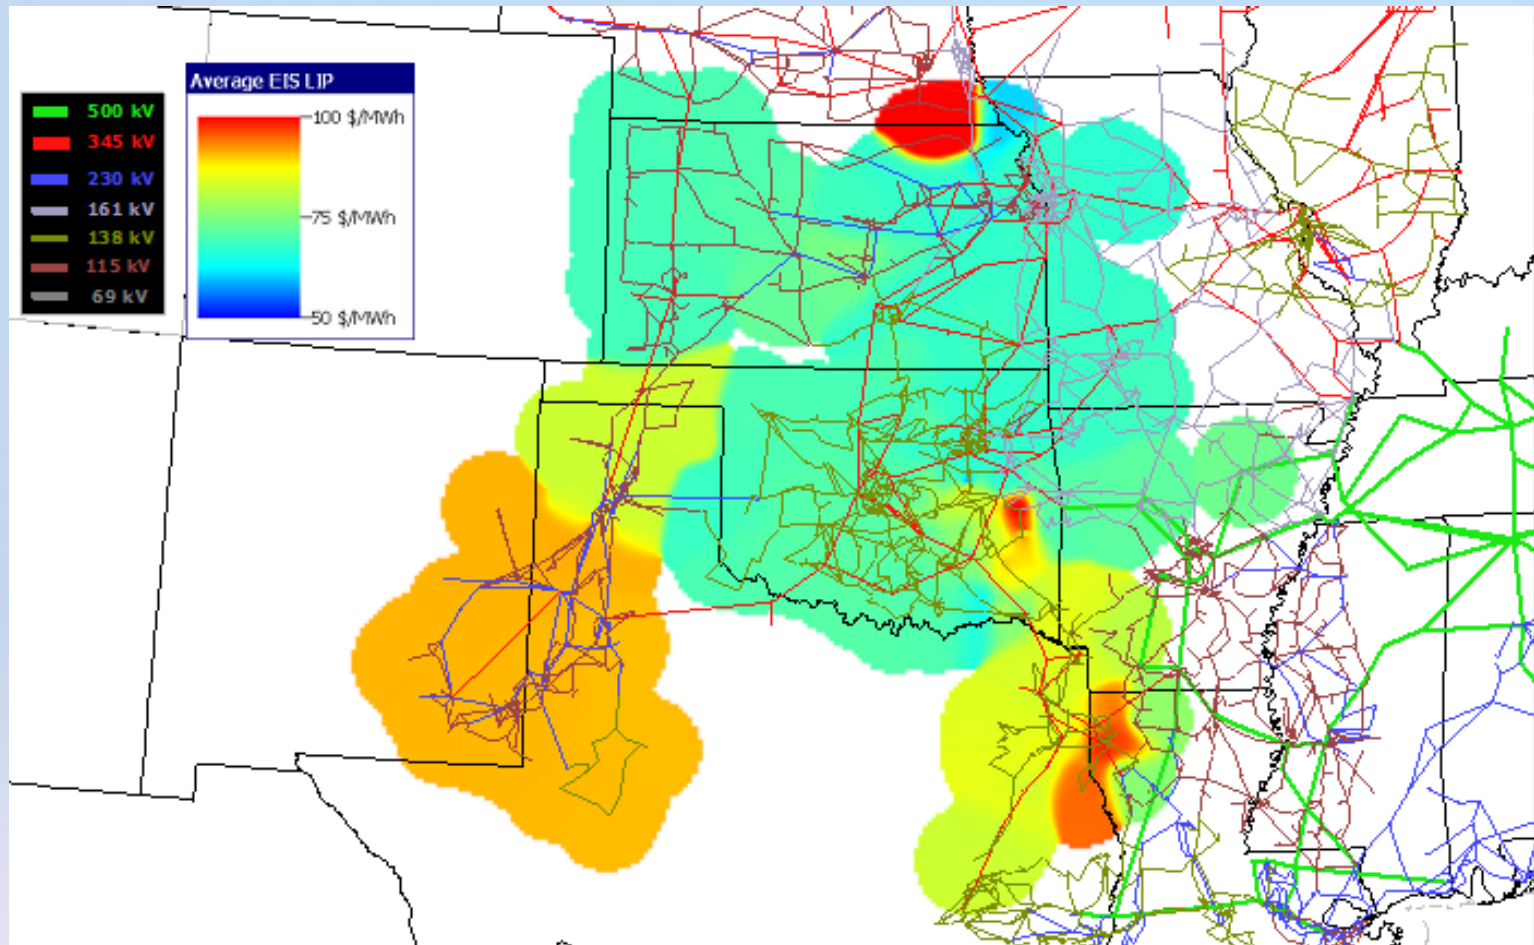 500 kV
345 kV
230 kV
161 kV
138 kV
115 kV
69 kV
Average EIS LIP
100 $/MWh
75 $/MWh
50 $/MWh